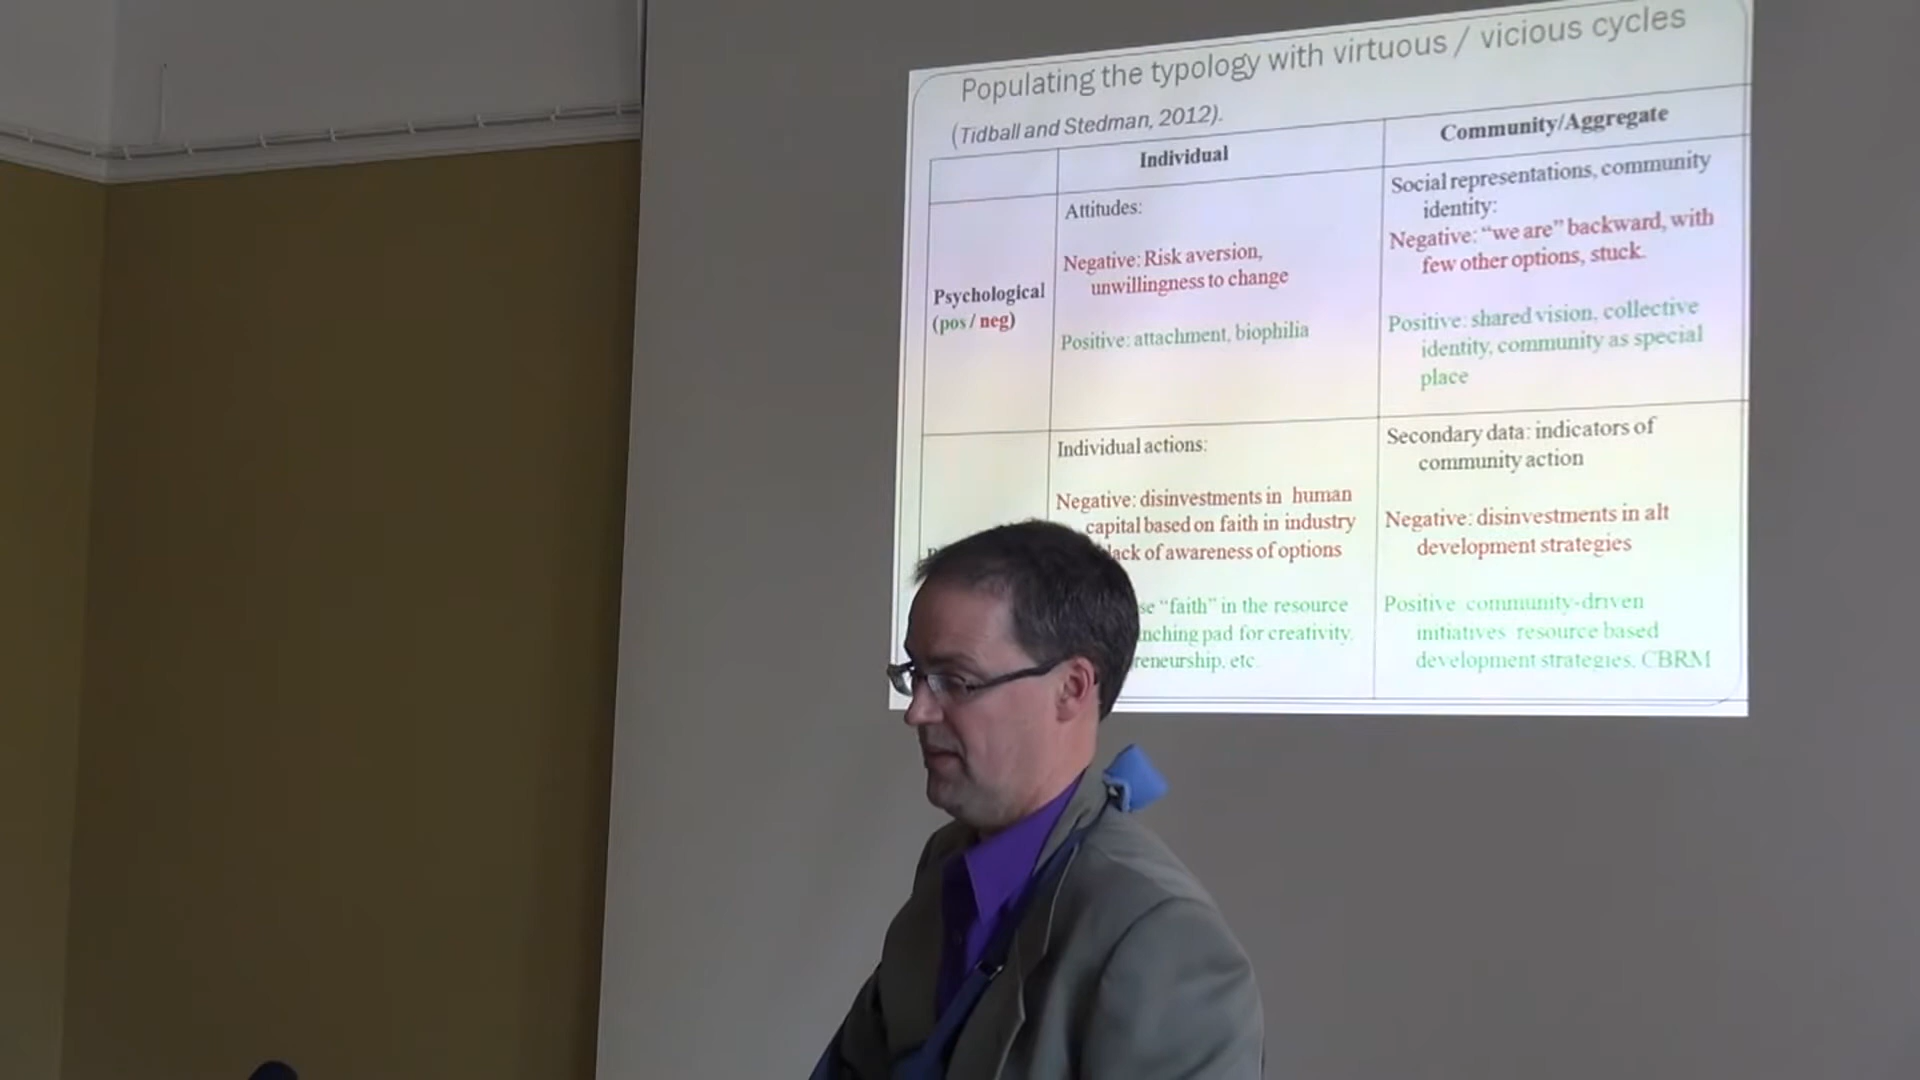 Populating the typology with virtuous / vicious cycles
(Tidball and Stedman, 2012).
Individual
Community/Aggregate
Psychological
(pos / neg)
Attitudes:
Negative: Risk aversion,
unwillingness to change
Positive: attachment, biophilia
Social representations, community
identity:
Negative: “we are” backward, with
few other options, stuck.
Positive: shared vision, collective
identity, community as special
place
Individual actions:
Negative: disinvestments in human
capital based on faith in industry
lack of awareness of options
“faith” in the resource
pad for creativity,
etc.
Secondary data: indicators of
community action
Negative: disinvestments in alt
development strategies
Positive community-driven
initiatives resource based
development strategies, CBRM